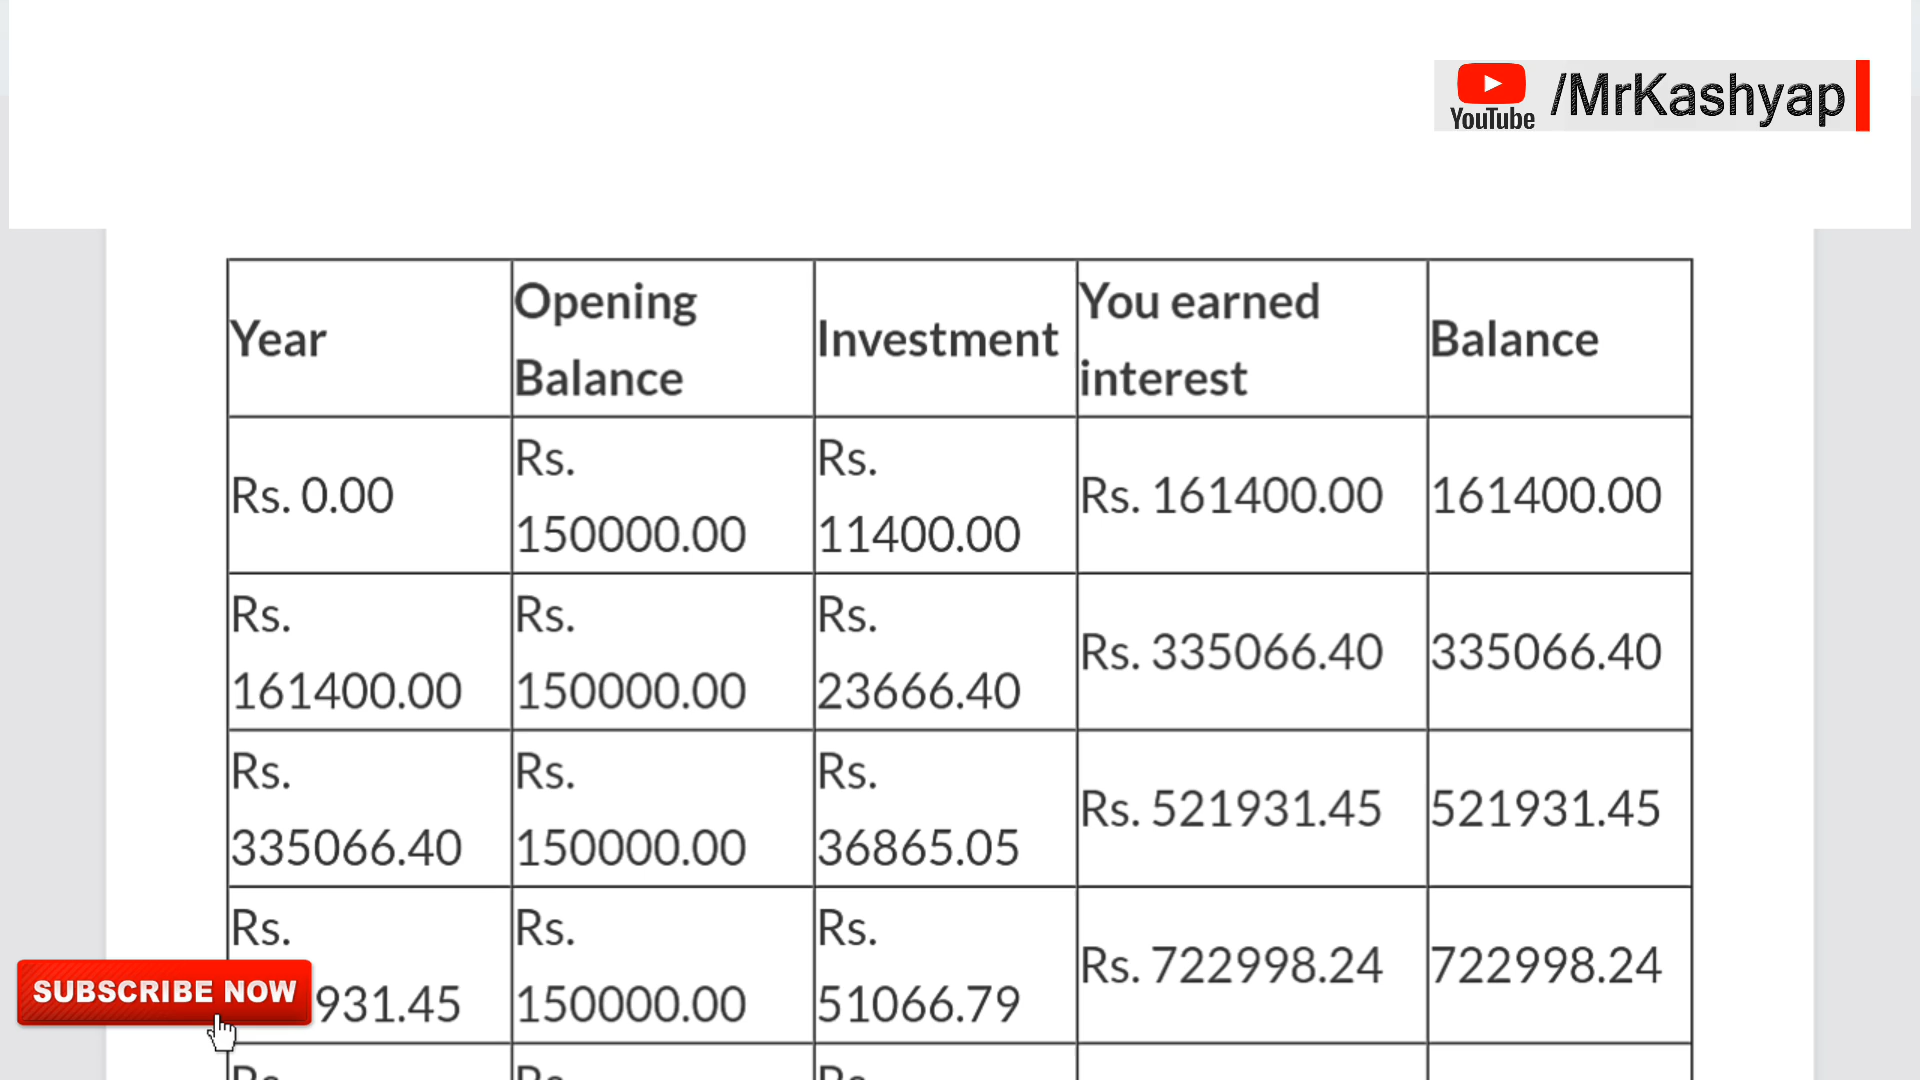 YouTube /MrKashyap
Year Opening Balance Investment You earned interest Balance
Rs. 0.00 Rs. 150000.00 Rs. 11400.00 Rs. 161400.00 161400.00
Rs. 161400.00 Rs. 150000.00 Rs. 23666.40 Rs. 335066.40 335066.40
Rs. 335066.40 Rs. 150000.00 Rs. 36865.05 Rs. 521931.45 521931.45
Rs. 931.45 Rs. 150000.00 Rs. 51066.79 Rs. 722998.24 722998.24
SUBSCRIBE NOW